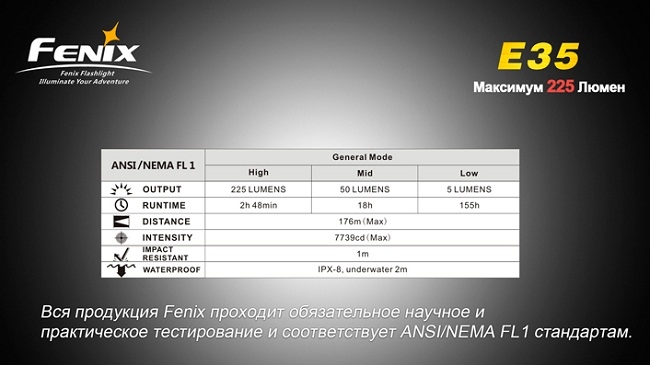 FENIX
Fenix Flashlight
Illuminate Your Adventure
E35
Максимум 225 Люмен
ANSI/NEMA FL 1
General Mode
High Mid Low
OUTPUT 225 LUMENS 50 LUMENS 5 LUMENS
RUNTIME 2h 48min 18h 155h
DISTANCE 176m(Max)
INTENSITY 7739cd(Max)
IMPACT
RESISTANT 1m
WATERPROOF IPX-8, underwater 2m
Вся продукция Fenix проходит обязательное научное и
практическое тестирование и соответствует ANSI/NEMA FL1 стандартам.